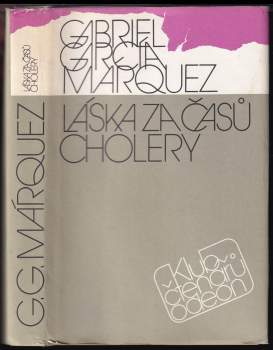 LÁSKA ZA ČASŮ
CHOLERY
G. G. MÁRQUEZ
GABRIEL
GARCÍA
MÁRQUEZ
LÁSKA ZA ČASŮ
CHOLERY
klub
čtenářů
odeon